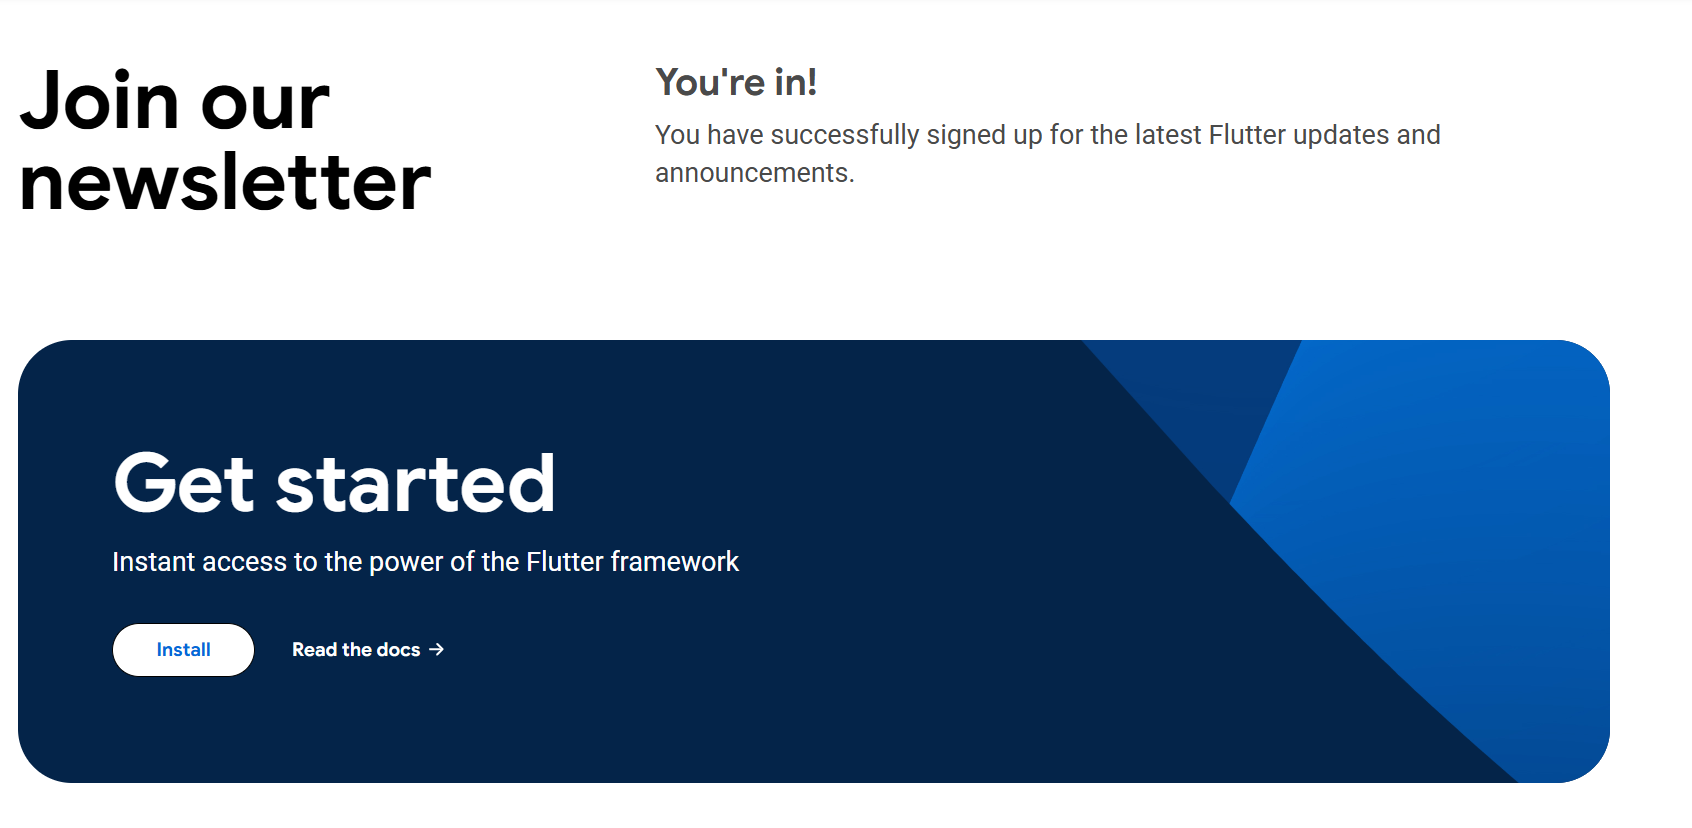 Join our
newsletter
You're in!
You have successfully signed up for the latest Flutter updates and
announcements.
Get started
Instant access to the power of the Flutter framework
Install
Read the docs →